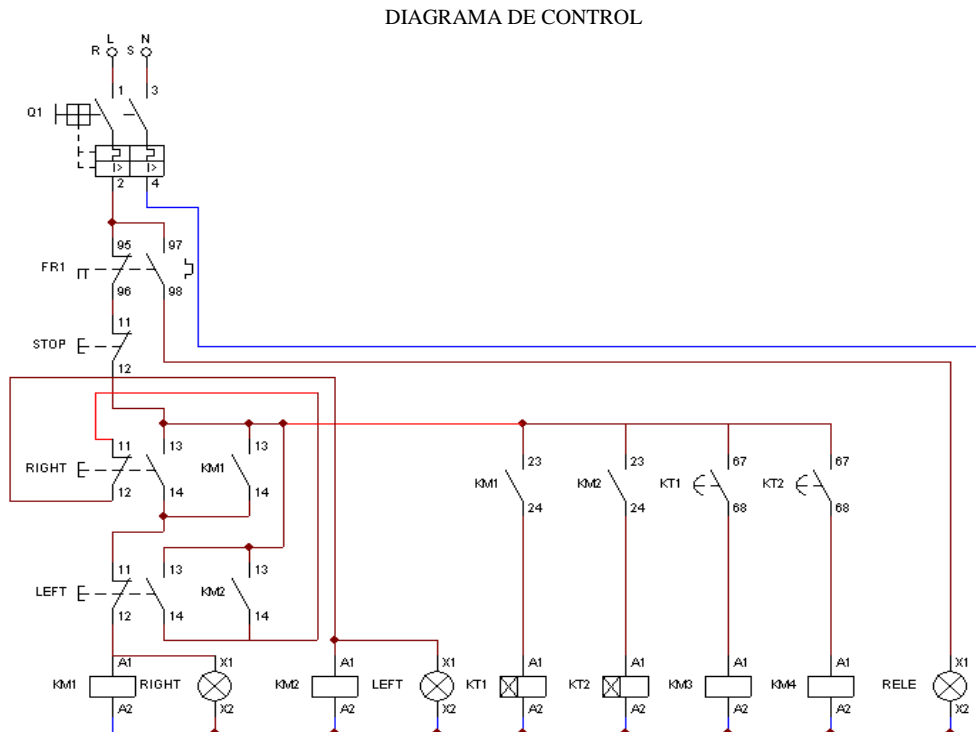 DIAGRAMA DE CONTROL
L N
R S
1 3
Q1
I> I>
2 4
95 97
FR1
96 98
11
STOP
12
11 13 13 23 23 67 67
RIGHT KM1 KM1 KM2 KT1 KT2
12 14 14 24 24 68 68
11 13 13
LEFT KM2
12 14 14
A1 X1 A1 X1 A1 A1 A1 A1 X1
KM1 RIGHT KM2 LEFT KT1 KT2 KM3 KM4 RELE
A2 X2 A2 X2 A2 A2 A2 A2 X2